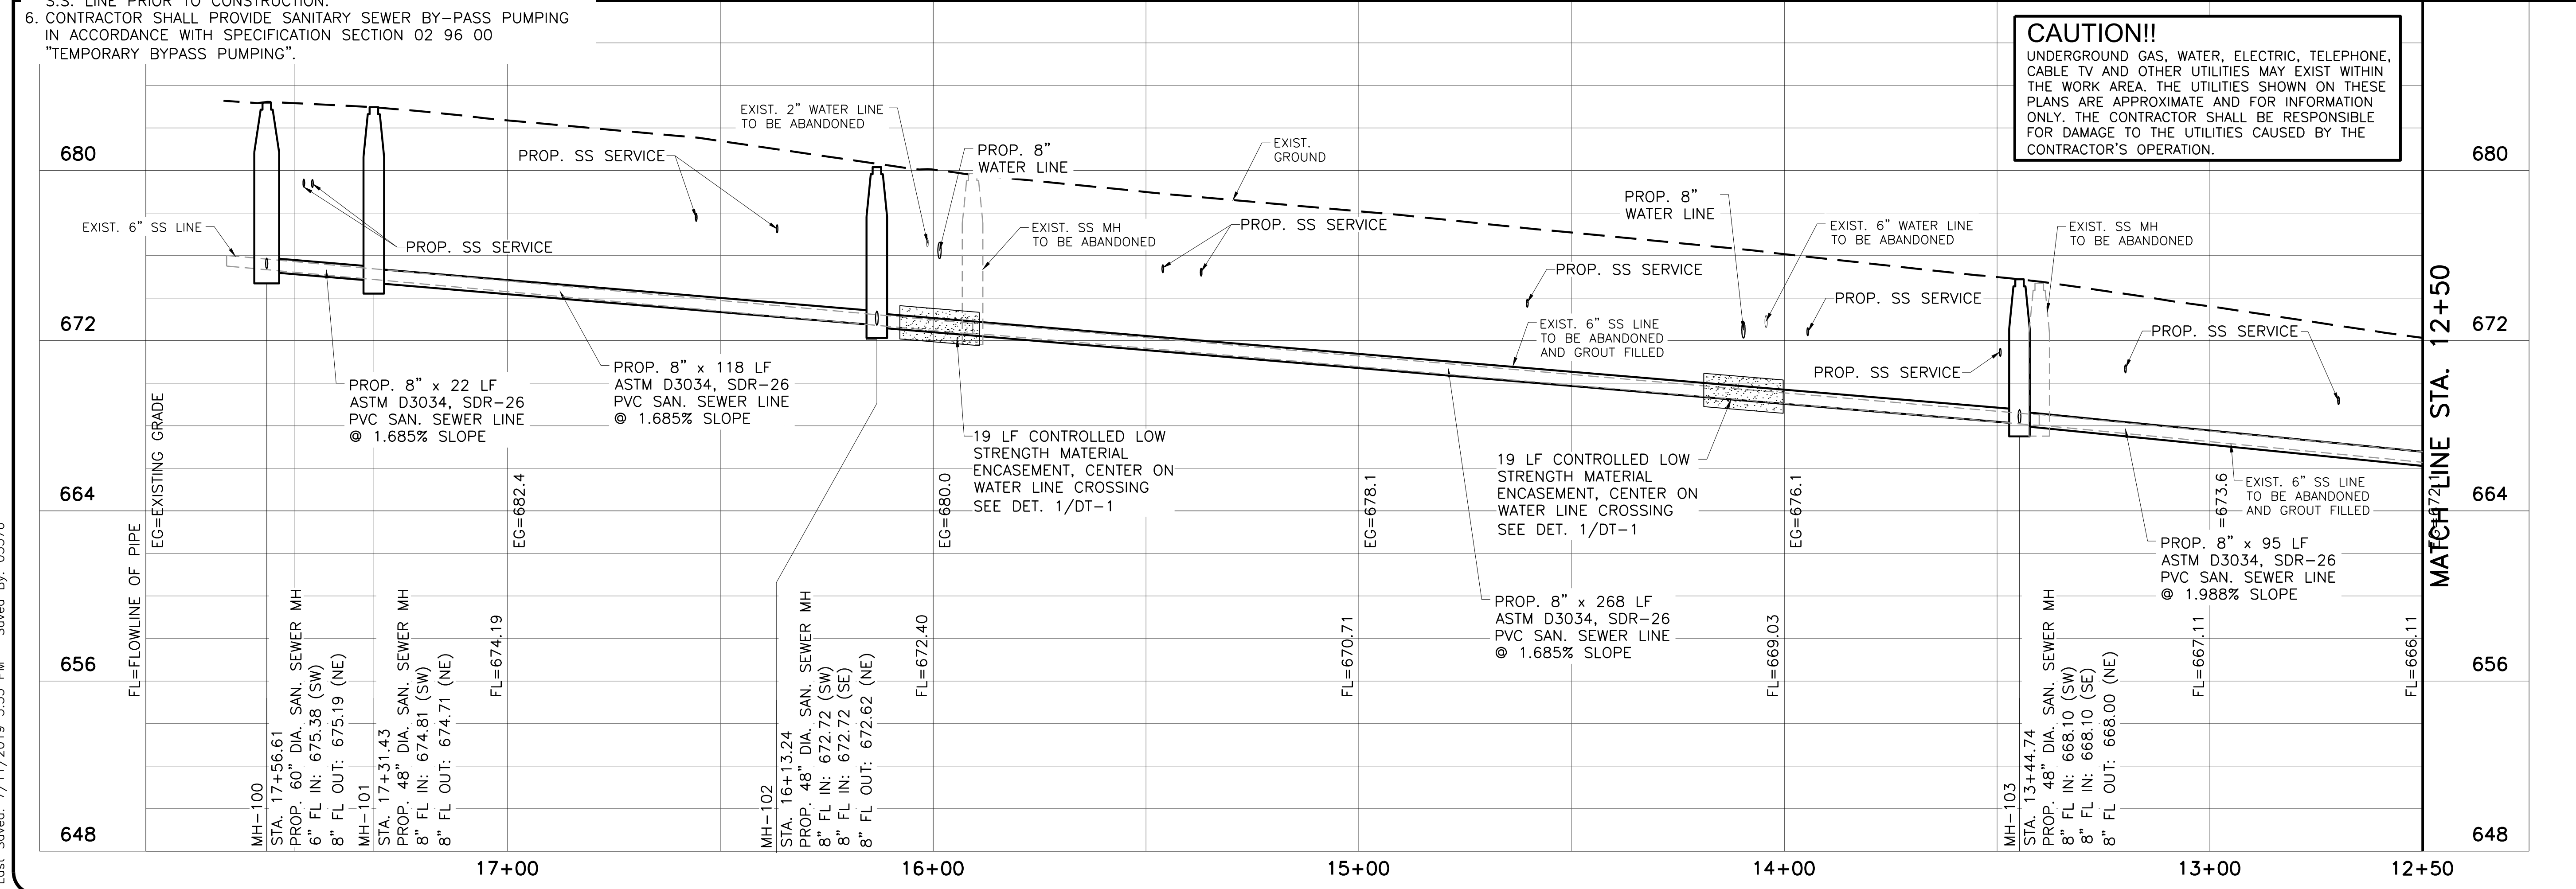 S.S. LINE PRIOR TO CONSTRUCTION.
6. CONTRACTOR SHALL PROVIDE SANITARY SEWER BY-PASS PUMPING
IN ACCORDANCE WITH SPECIFICATION SECTION 02 96 00
"TEMPORARY BYPASS PUMPING".
CAUTION!!
UNDERGROUND GAS, WATER, ELECTRIC, TELEPHONE,
CABLE TV AND OTHER UTILITIES MAY EXIST WITHIN
THE WORK AREA. THE UTILITIES SHOWN ON THESE
PLANS ARE APPROXIMATE AND FOR INFORMATION
ONLY. THE CONTRACTOR SHALL BE RESPONSIBLE
FOR DAMAGE TO THE UTILITIES CAUSED BY THE
CONTRACTOR'S OPERATION.
680
672
664
656
648
680
672
664
656
648
EXIST. 6" SS LINE
PROP. SS SERVICE
PROP. SS SERVICE
EXIST. 2" WATER LINE
TO BE ABANDONED
PROP. 8"
WATER LINE
EXIST. SS MH
TO BE ABANDONED
EXIST.
GROUND
PROP. SS SERVICE
PROP. 8"
WATER LINE
PROP. SS SERVICE
EXIST. 6" WATER LINE
TO BE ABANDONED
PROP. SS SERVICE
EXIST. SS MH
TO BE ABANDONED
PROP. SS SERVICE
PROP. SS SERVICE
EXIST. 6" SS LINE
TO BE ABANDONED
AND GROUT FILLED
PROP. 8" x 22 LF
ASTM D3034, SDR-26
PVC SAN. SEWER LINE
@ 1.685% SLOPE
PROP. 8" x 118 LF
ASTM D3034, SDR-26
PVC SAN. SEWER LINE
@ 1.685% SLOPE
19 LF CONTROLLED LOW
STRENGTH MATERIAL
ENCASEMENT, CENTER ON
WATER LINE CROSSING
SEE DET. 1/DT-1
19 LF CONTROLLED LOW
STRENGTH MATERIAL
ENCASEMENT, CENTER ON
WATER LINE CROSSING
SEE DET. 1/DT-1
EXIST. 6" SS LINE
TO BE ABANDONED
AND GROUT FILLED
PROP. 8" x 268 LF
ASTM D3034, SDR-26
PVC SAN. SEWER LINE
@ 1.685% SLOPE
PROP. 8" x 95 LF
ASTM D3034, SDR-26
PVC SAN. SEWER LINE
@ 1.988% SLOPE
FL=FLOWLINE OF PIPE
EG=EXISTING GRADE
EG=682.4
EG=680.0
EG=678.1
EG=676.1
=673.6
EG=672.1
MATCH LINE STA. 12+50
FL=674.19
FL=672.40
FL=670.71
FL=669.03
FL=667.11
FL=666.11
MH-100
STA. 17+56.61
PROP. 60" DIA. SAN. SEWER MH
6" FL IN: 675.38 (SW)
8" FL OUT: 675.19 (NE)
MH-101
STA. 17+31.43
PROP. 48" DIA. SAN. SEWER MH
8" FL IN: 674.81 (SW)
8" FL OUT: 674.71 (NE)
MH-102
STA. 16+13.24
PROP. 48" DIA. SAN. SEWER MH
8" FL IN: 672.72 (SW)
8" FL IN: 672.72 (SE)
8" FL OUT: 672.62 (NE)
MH-103
STA. 13+44.74
PROP. 48" DIA. SAN. SEWER MH
8" FL IN: 668.10 (SW)
8" FL IN: 668.10 (SE)
8" FL OUT: 668.00 (NE)
17+00
16+00
15+00
14+00
13+00
12+50